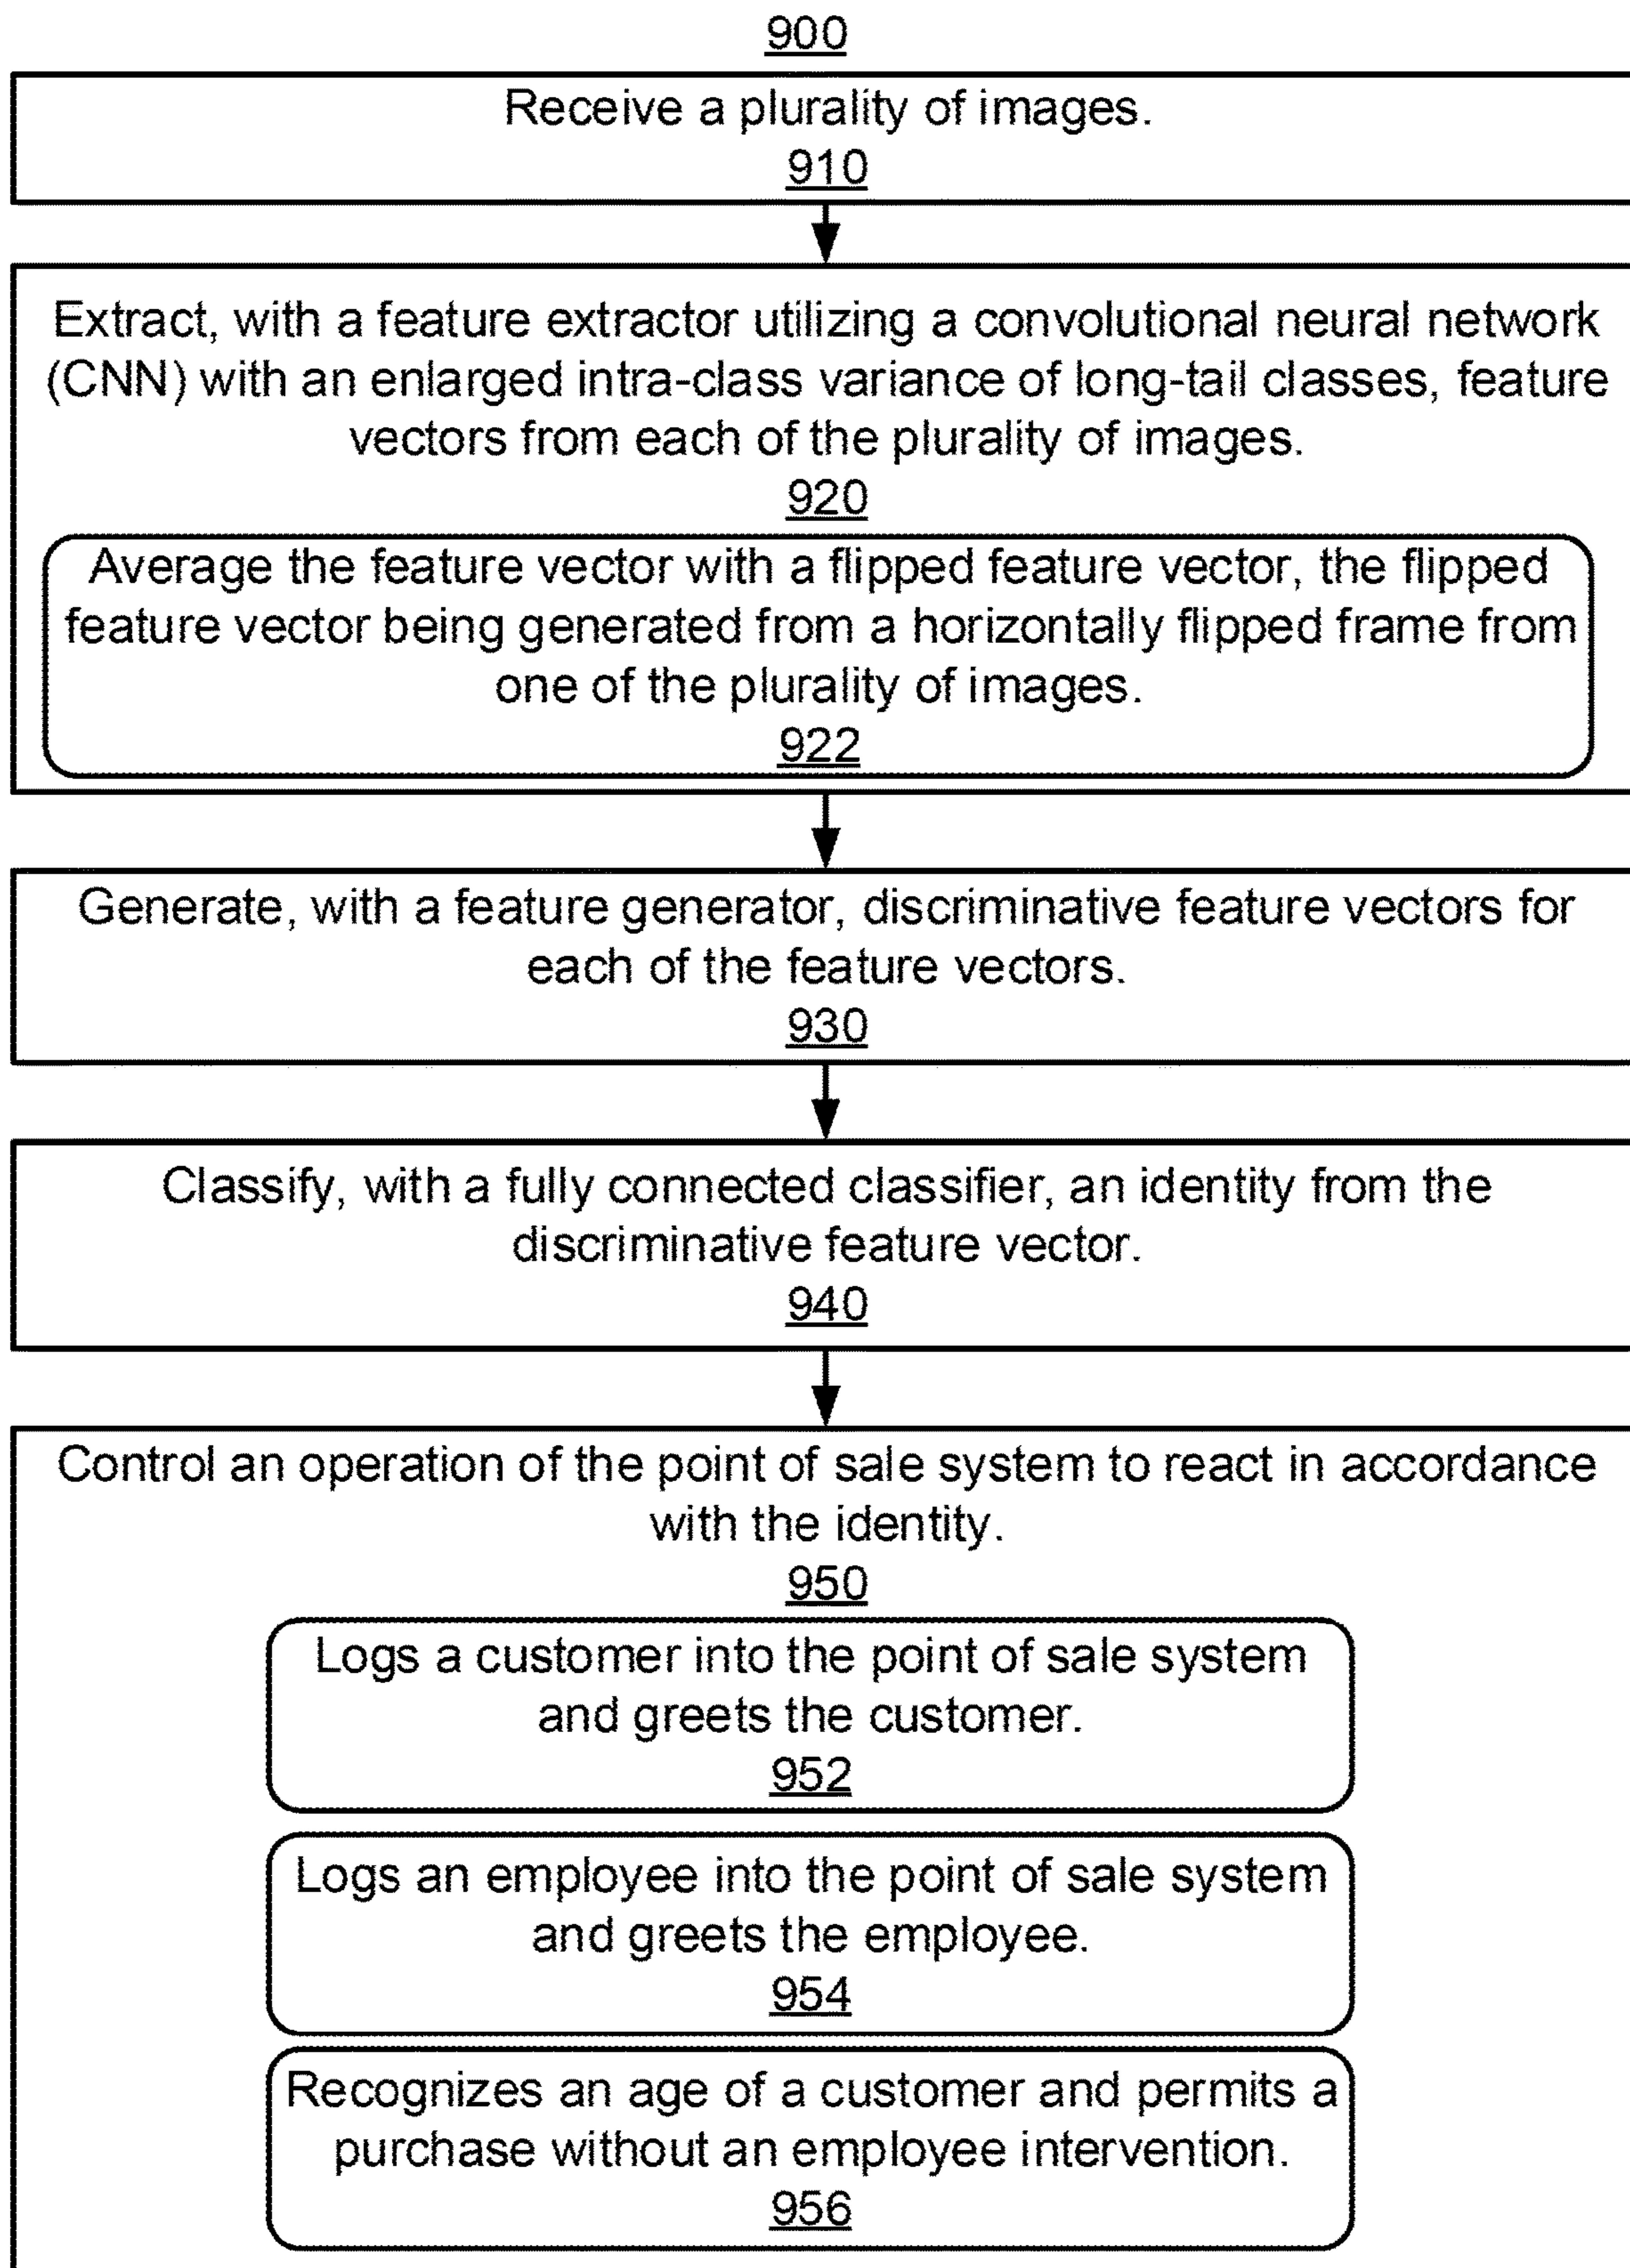 900
Receive a plurality of images.
910
Extract, with a feature extractor utilizing a convolutional neural network
(CNN) with an enlarged intra-class variance of long-tail classes, feature
vectors from each of the plurality of images.
920
Average the feature vector with a flipped feature vector, the flipped
feature vector being generated from a horizontally flipped frame from
one of the plurality of images.
922
Generate, with a feature generator, discriminative feature vectors for
each of the feature vectors.
930
Classify, with a fully connected classifier, an identity from the
discriminative feature vector.
940
Control an operation of the point of sale system to react in accordance
with the identity.
950
Logs a customer into the point of sale system
and greets the customer.
952
Logs an employee into the point of sale system
and greets the employee.
954
Recognizes an age of a customer and permits a
purchase without an employee intervention.
956